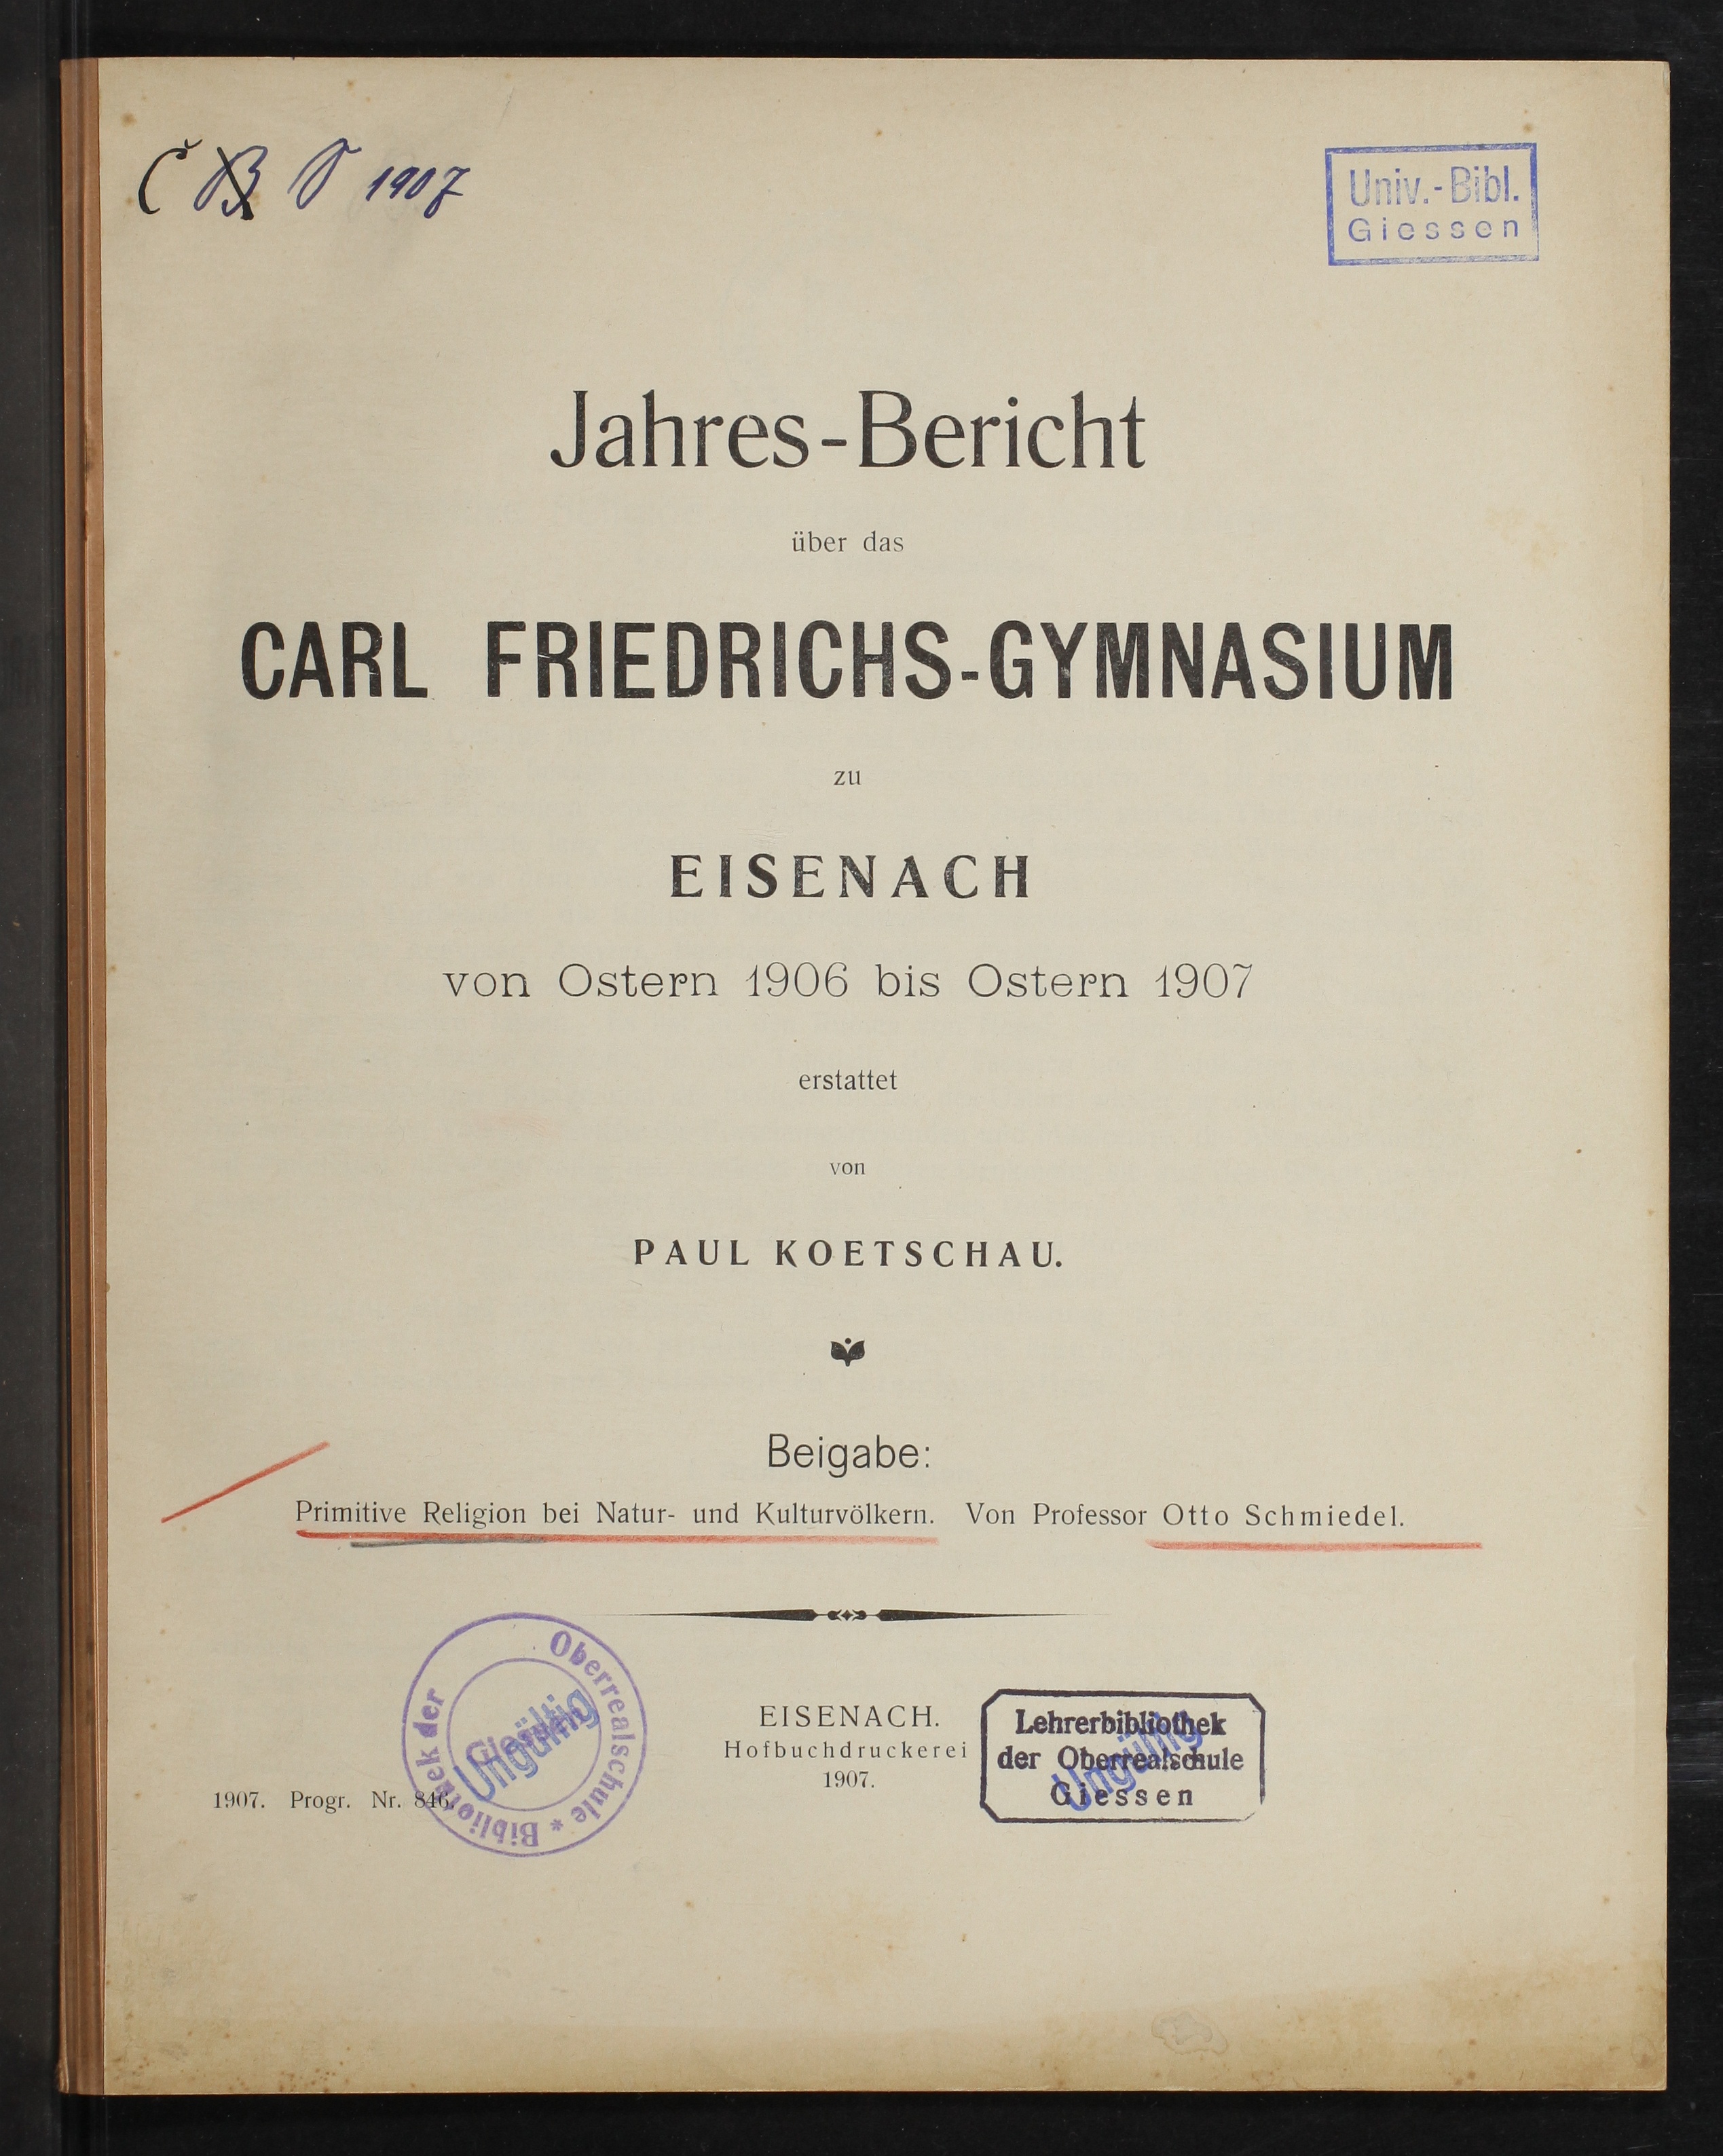 1907
Univ.-Bibl.
Giessen
Jahres-Bericht
über das
CARL FRIEDRICHS-GYMNASIUM
zu
EISENACH
von Ostern 1906 bis Ostern 1907
erstattet
von
PAUL KOETSCHAU.
Beigabe:
Primitive Religion bei Natur- und Kulturvölkern. Von Professor Otto Schmiedel.
Bibliothek der Oberrealschule *
Giessen
Ungültig
EISENACH.
Hofbuchdruckerei
1907.
Lehrerbibliothek
der Oberrealschule
Giessen
Ungültig
1907. Progr. Nr. 846.